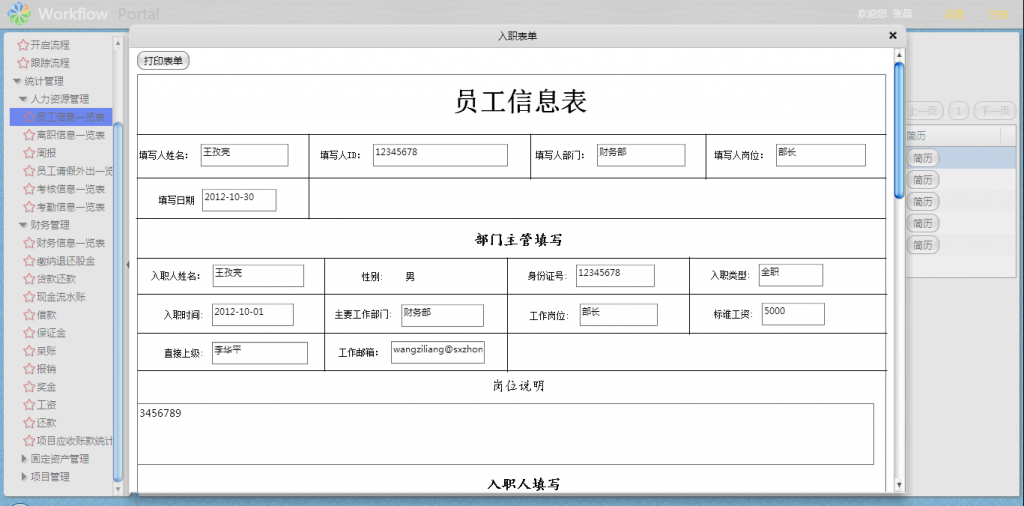 Workflow Portal
欢迎您 张磊
入职表单
开启流程
跟踪流程
统计管理
人力资源管理
员工信息一览表
离职信息一览表
周报
员工请假外出一览
考核信息一览表
考勤信息一览表
财务管理
财务信息一览表
缴纳退还股金
贷款还款
现金流水账
借款
保证金
呆账
报销
奖金
工资
还款
项目应收账款统计
固定资产管理
项目管理
打印表单
员工信息表
填写人姓名: 王孜亮 填写人ID: 12345678 填写人部门: 财务部 填写人岗位: 部长
填写日期 2012-10-30
部门主管填写
入职人姓名: 王孜亮 性别: 男 身份证号: 12345678 入职类型: 全职
入职时间: 2012-10-01 主要工作部门: 财务部 工作岗位: 部长 标准工资: 5000
直接上级: 李华平 工作邮箱: wangziliang@sxzhon
岗位说明
3456789
入职人填写
上一页 1 下一页
简历
简历
简历
简历
简历
简历